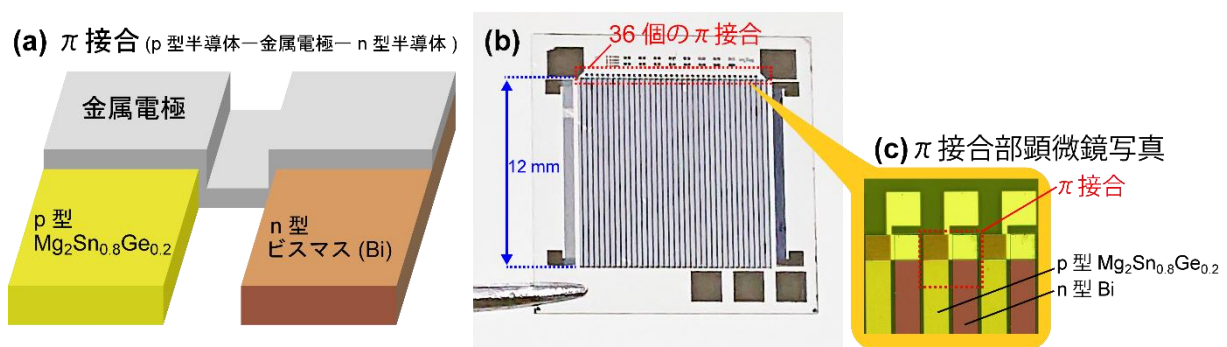 (a) π 接合 (p 型半導体―金属電極― n 型半導体 )
金属電極
p 型
Mg₂Sn₀.₈Ge₀.₂
n 型
ビスマス (Bi)
(b)
36 個のπ 接合
12 mm
(c) π 接合部顕微鏡写真
π 接合
p 型 Mg₂Sn₀.₈Ge₀.₂
n 型 Bi